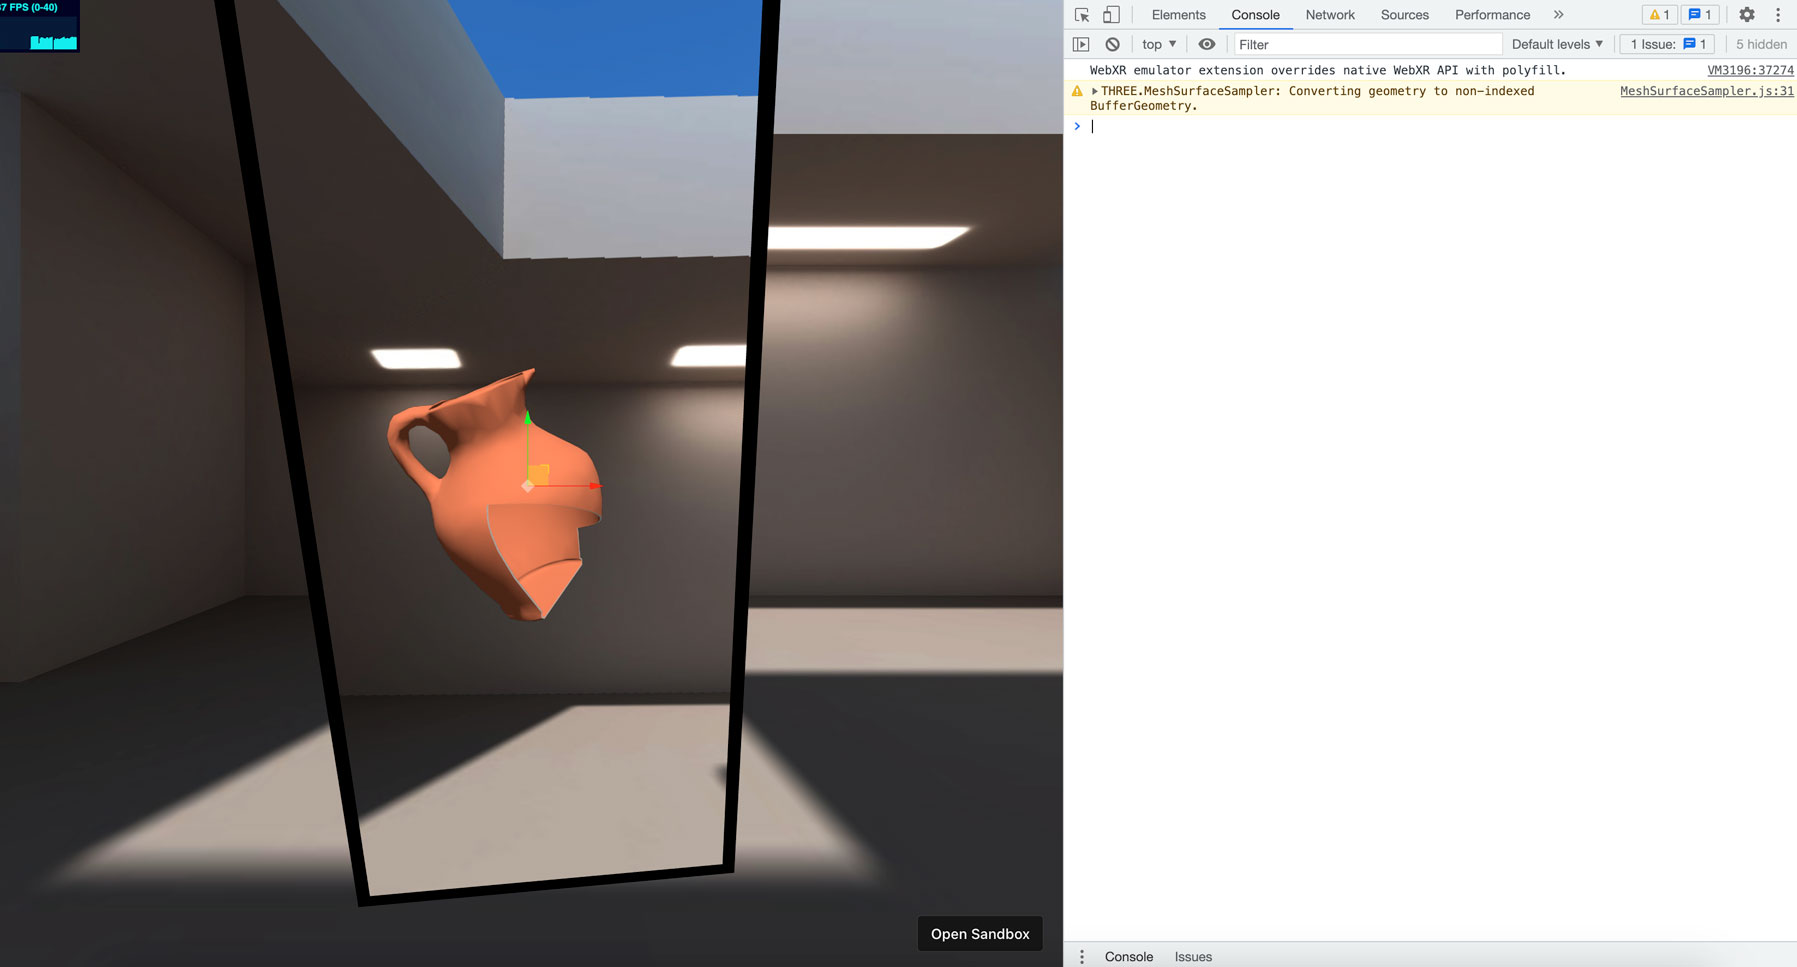 37 FPS (0-40)
Elements Console Network Sources Performance » 1 1
top ▼ Filter Default levels ▼ 1 Issue: 1 5 hidden
WebXR emulator extension overrides native WebXR API with polyfill. VM3196:37274
THREE.MeshSurfaceSampler: Converting geometry to non-indexed MeshSurfaceSampler.js:31
BufferGeometry.
Open Sandbox
Console Issues